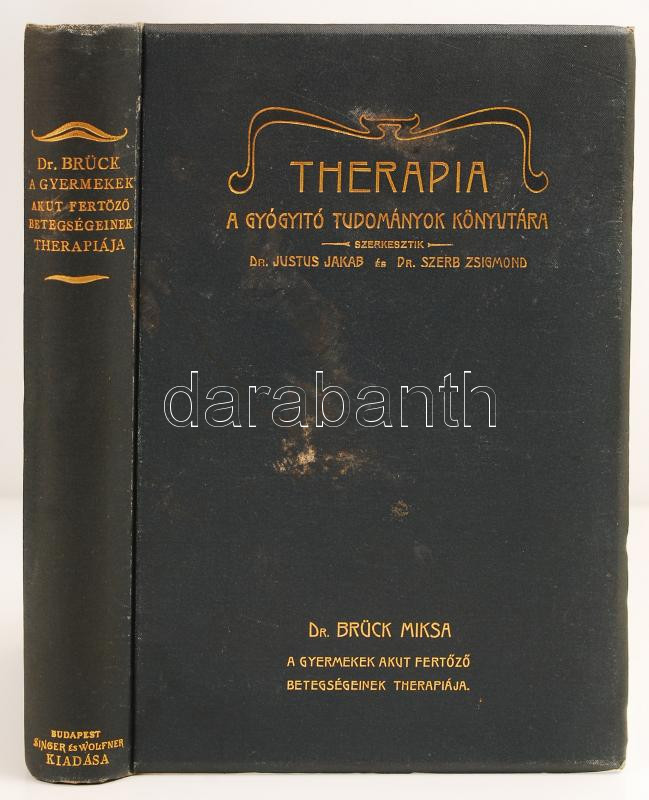 Dr. BRÜCK
A GYERMEKEK
AKUT FERTÖZÖ
BETEGSÉGEINEK
THERAPIÁJA
BUDAPEST
SINGER ÉS WOLFNER
KIADÁSA
THERAPIA
A GYÓGYITÓ TUDOMÁNYOK KÖNYVTÁRA
SZERKESZTIK
DR. JUSTUS JAKAB ÉS DR. SZERB ZSIGMOND
darabanth
DR. BRÜCK MIKSA
A GYERMEKEK AKUT FERTŐZŐ
BETEGSÉGEINEK THERAPIÁJA.